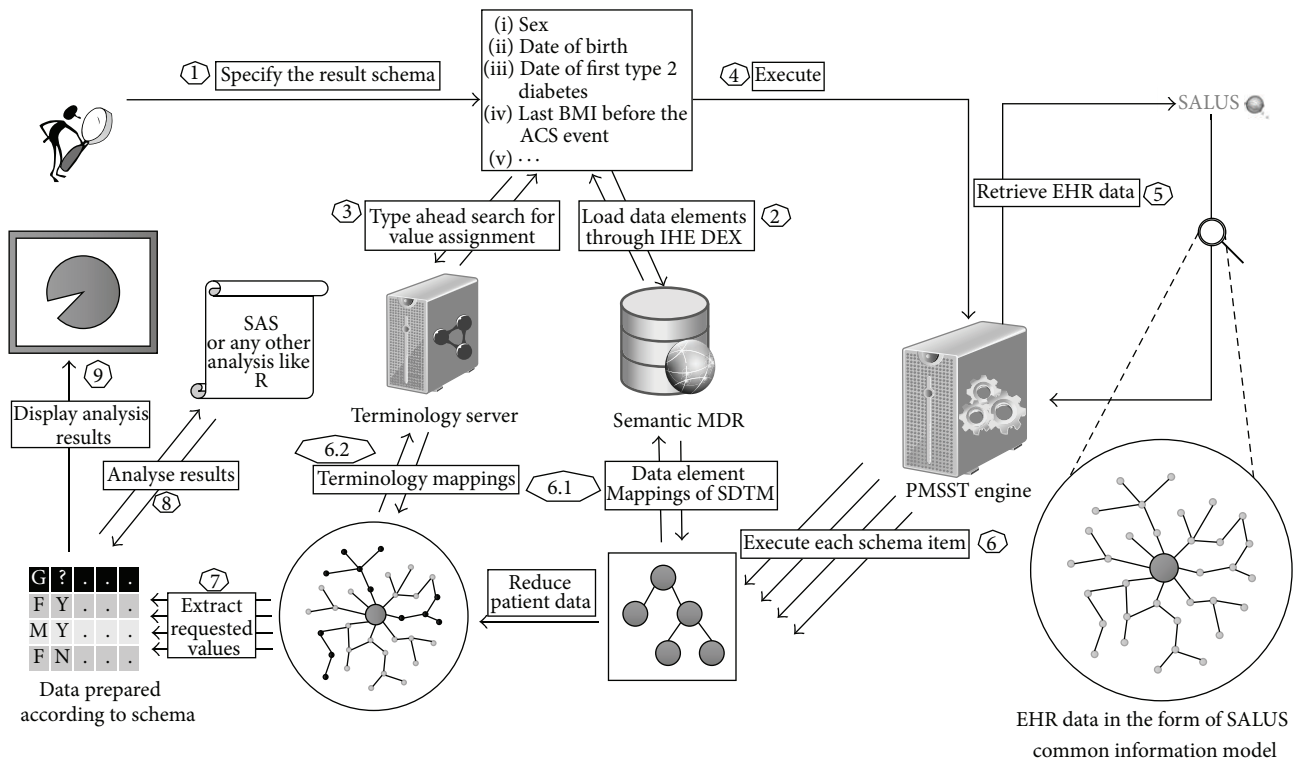 (i) Sex
(ii) Date of birth
(iii) Date of first type 2
diabetes
(iv) Last BMI before the
ACS event
(v) ...
1 Specify the result schema
4 Execute
SALUS
Retrieve EHR data 5
3 Type ahead search for
value assignment
Load data elements 2
through IHE DEX
SAS
or any other
analysis like
R
9
Display analysis
results
Terminology server
Semantic MDR
PMSST engine
6.2
Terminology mappings
6.1
Data element
Mappings of SDTM
Analyse results
8
Execute each schema item 6
G ? . . .
F Y . . .
M Y . . .
F N . . .
7
Extract
requested
values
Reduce
patient data
Data prepared
according to schema
EHR data in the form of SALUS
common information model